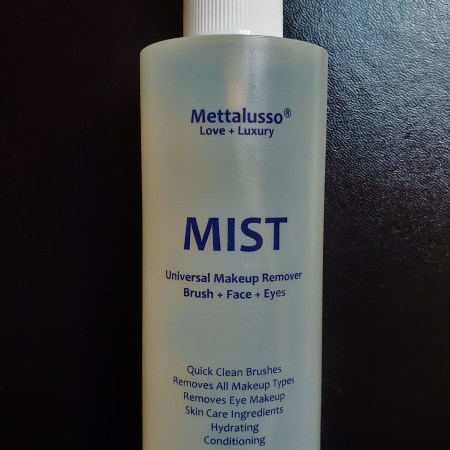 Mettalusso®
Love + Luxury
MIST
Universal Makeup Remover
Brush + Face + Eyes
Quick Clean Brushes
Removes All Makeup Types
Removes Eye Makeup
Skin Care Ingredients
Hydrating
Conditioning